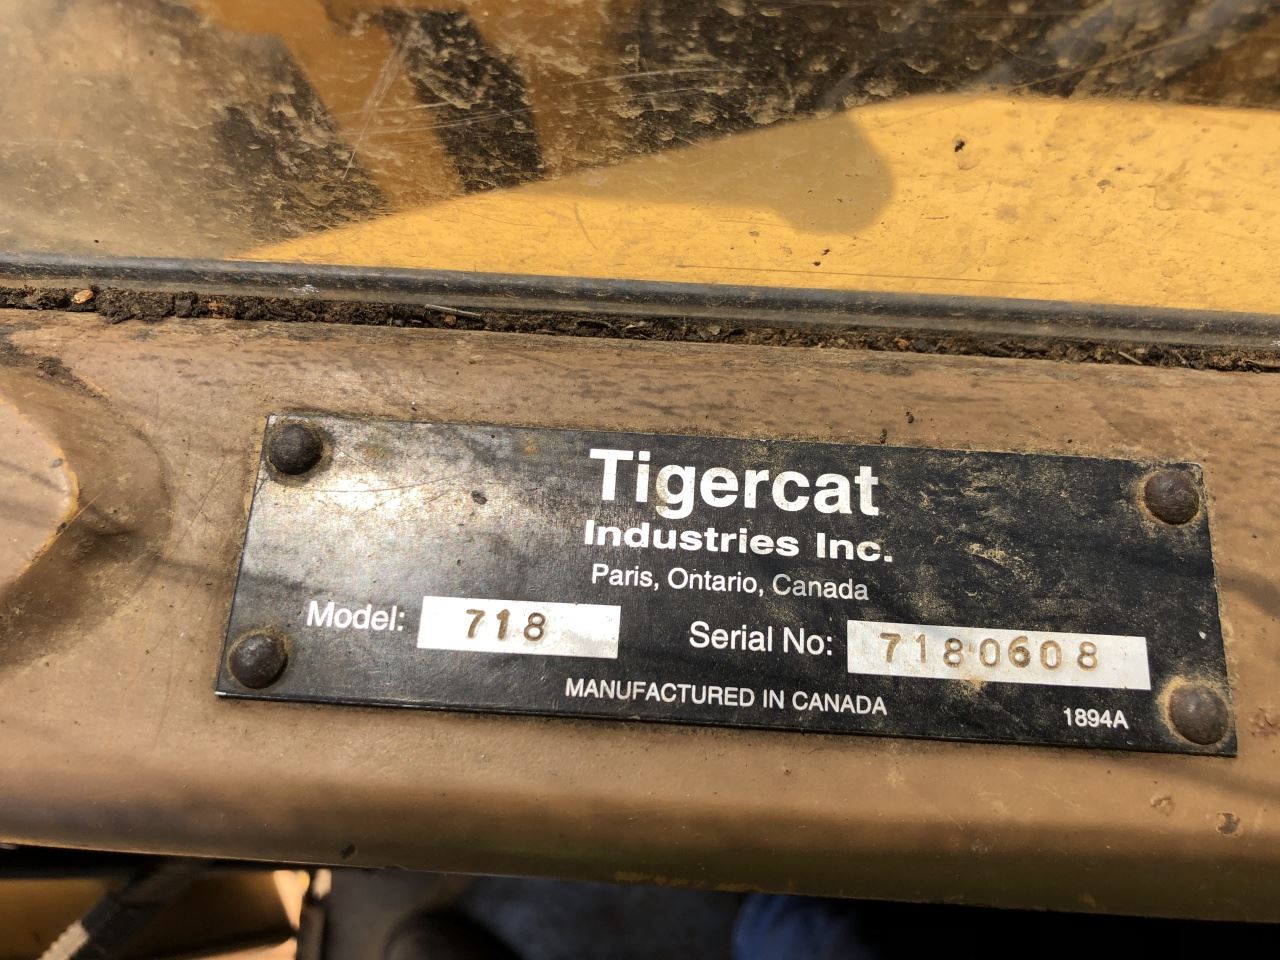 Tigercat
Industries Inc.
Paris, Ontario, Canada
Model: 718 Serial No: 7180608
MANUFACTURED IN CANADA 1894A